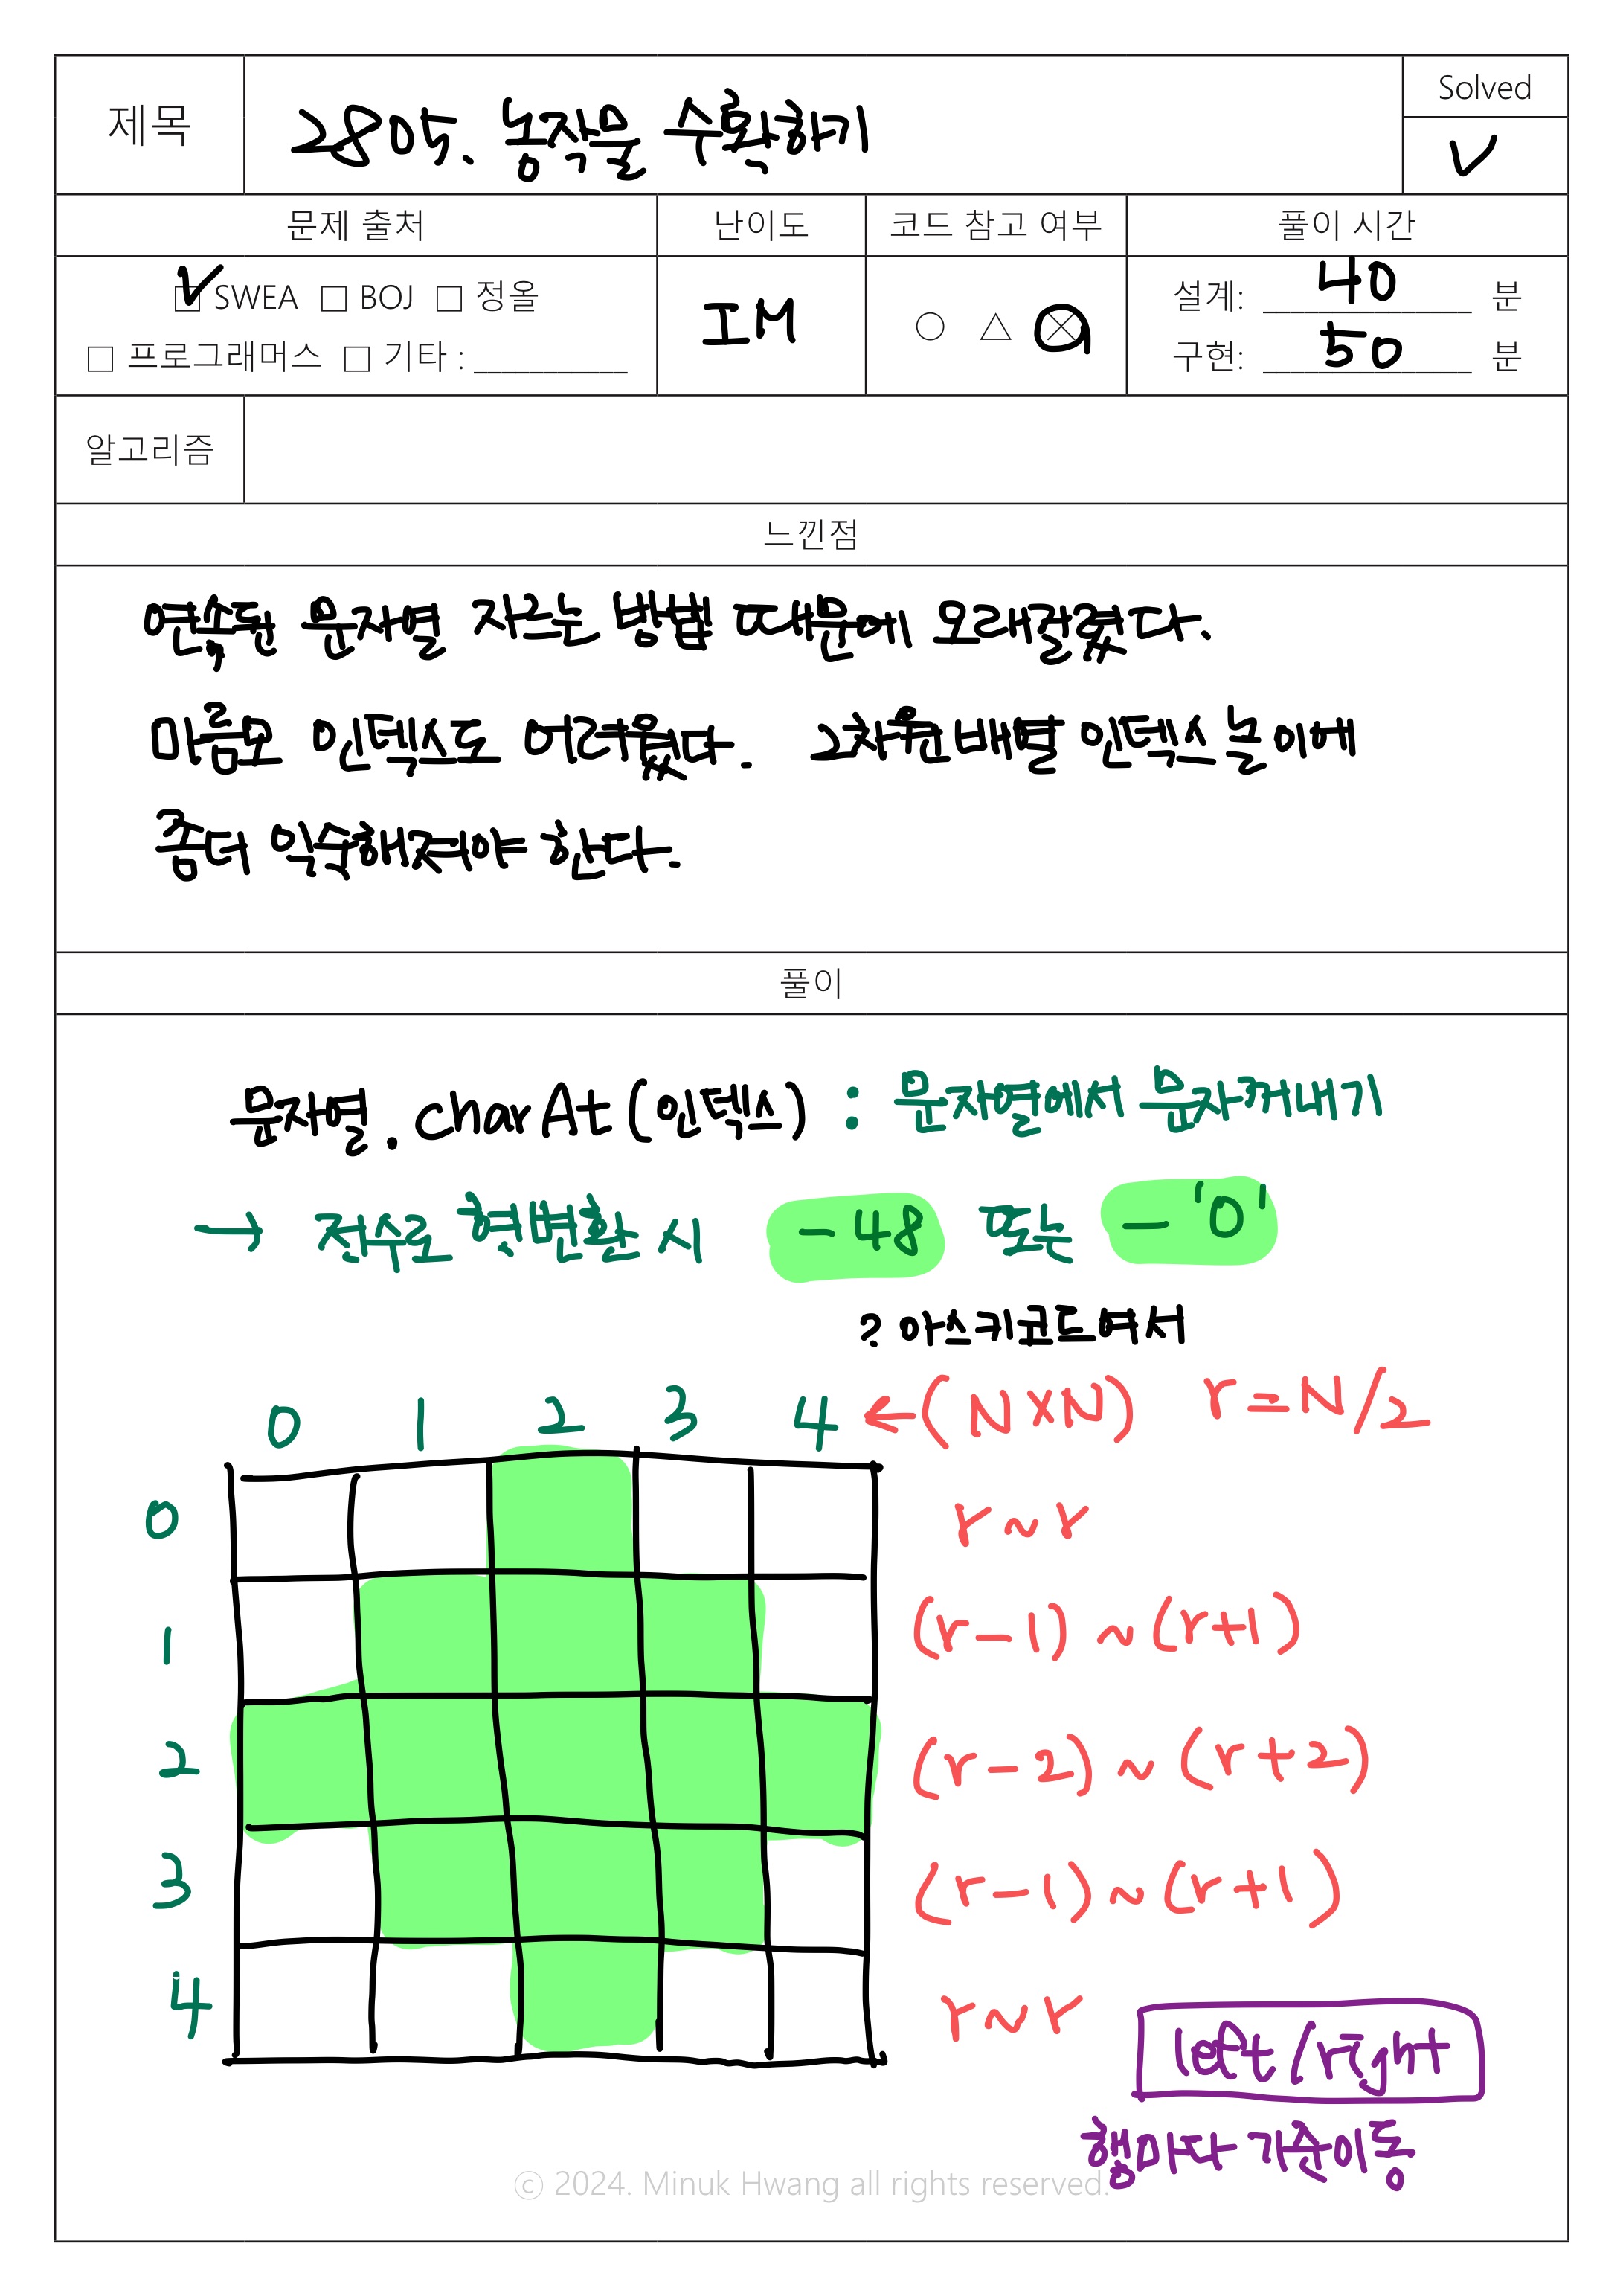 제목
2805. 농작물 수확하기
Solved
V
문제 출처
난이도
코드 참고 여부
풀이 시간
☑ SWEA □ BOJ □ 정올
□ 프로그래머스 □ 기타 : __________
IM
○ △ ⊗
설계: 40 분
구현: 50 분
알고리즘
느낀점
연속된 문자열 자르는 방법 때문에 오래걸렸다.
마름모 인덱스도 어려웠다. 2차원배열 인덱스 놀이에
좀더 익숙해져야 한다.
풀이
문자열.charAt(인덱스) : 문자열에서 문자꺼내기
→ 정수로 형변환 시 -48 또는 -'0'
? 아스키코드여서
0 1 2 3 4 ←(N×N) r=N/2
0 r~r
1 (r-1)~(r+1)
2 (r-2)~(r+2)
3 (r-1)~(r+1)
4 r~r
left/right
행마다 기준이동
© 2024. Minuk Hwang all rights reserved.